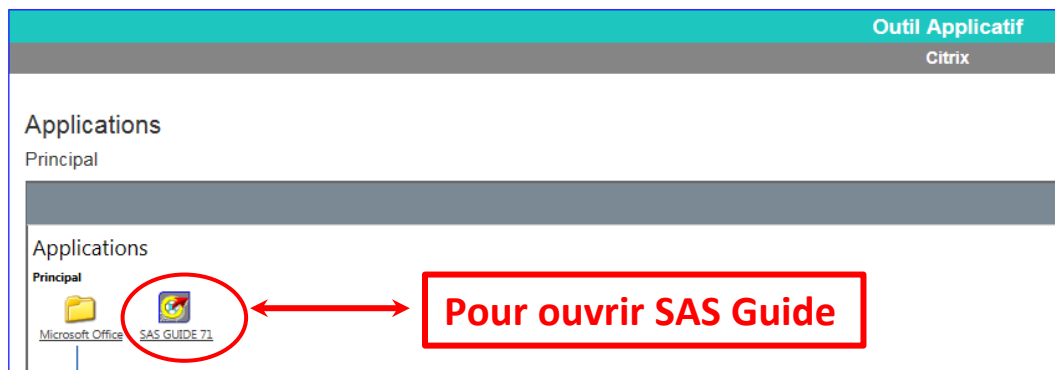 Outil Applicatif
Citrix
Applications
Principal
Applications
Principal
Microsoft Office
SAS GUIDE 71
Pour ouvrir SAS Guide